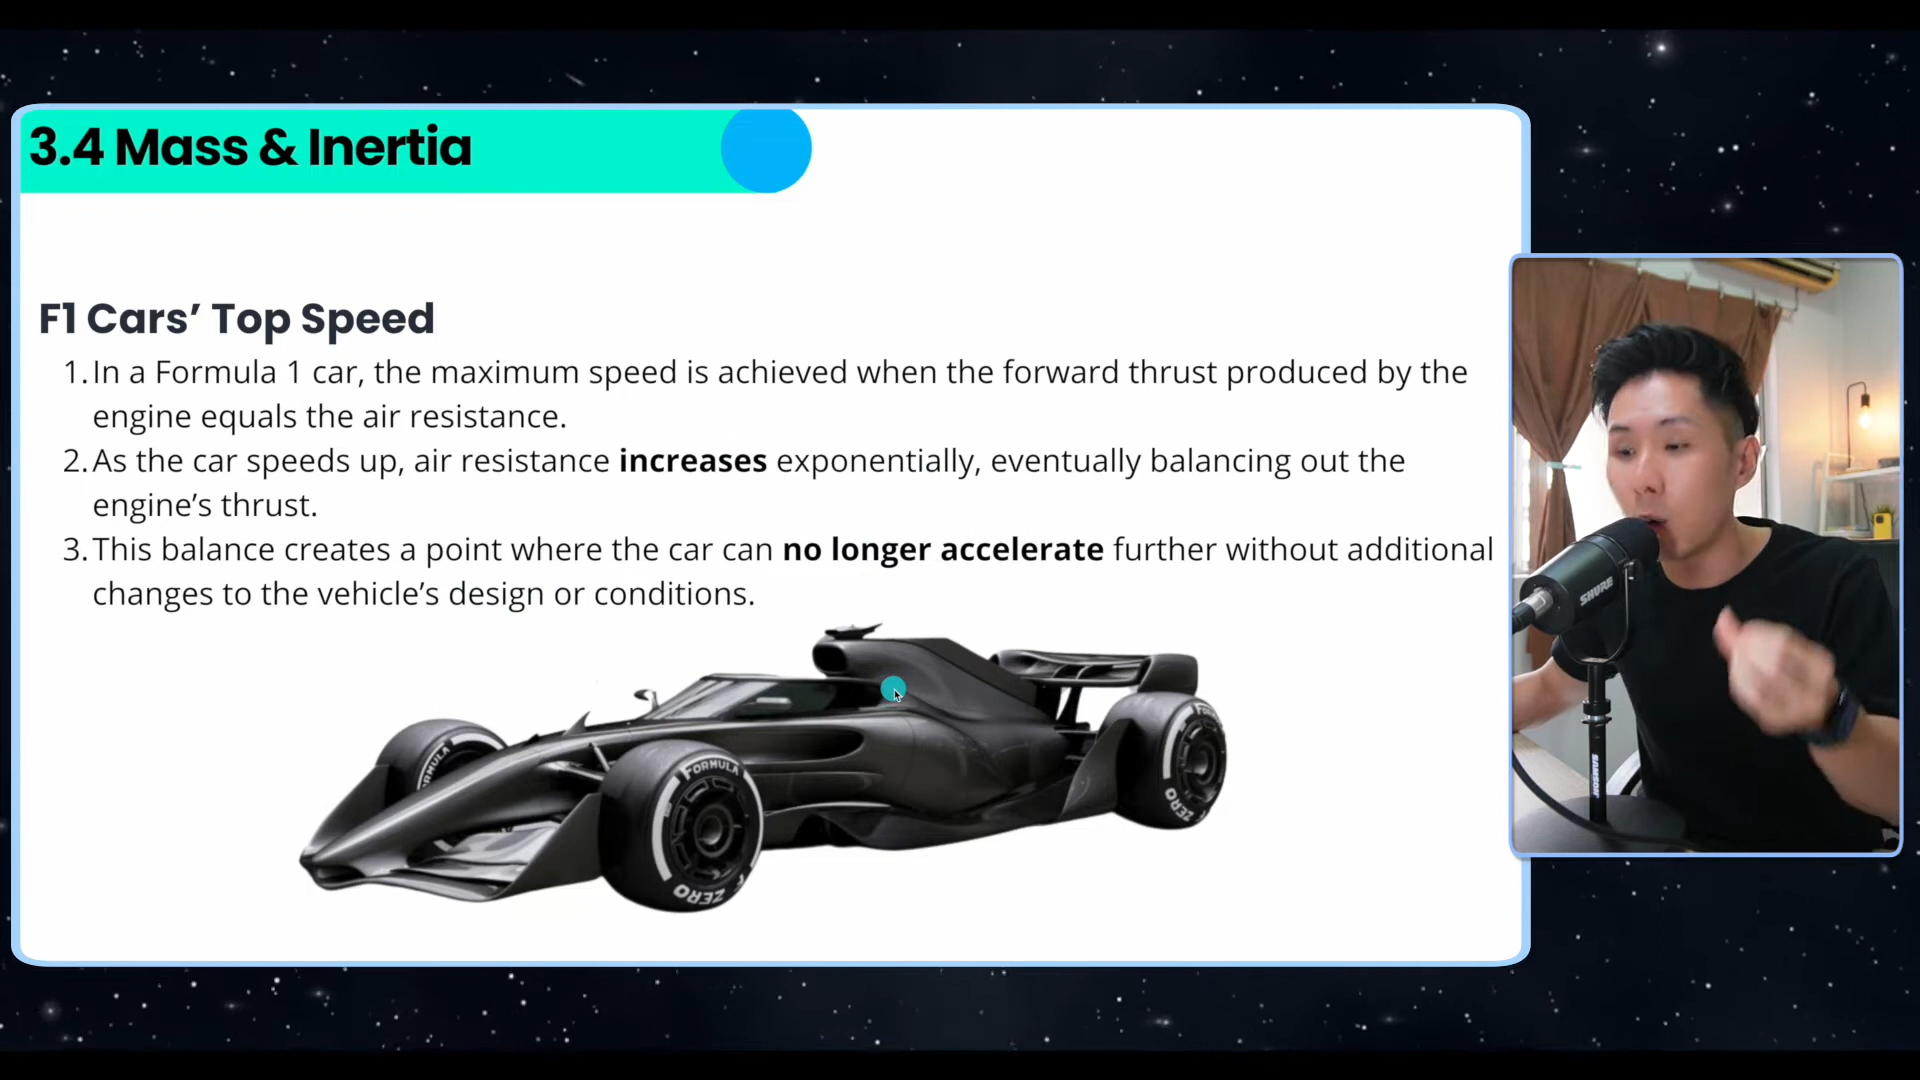 3.4 Mass & Inertia
F1 Cars’ Top Speed
1. In a Formula 1 car, the maximum speed is achieved when the forward thrust produced by the
engine equals the air resistance.
2. As the car speeds up, air resistance increases exponentially, eventually balancing out the
engine’s thrust.
3. This balance creates a point where the car can no longer accelerate further without additional
changes to the vehicle’s design or conditions.
FORMULA
FORMULA
ZERO
SHURE
SAMSON